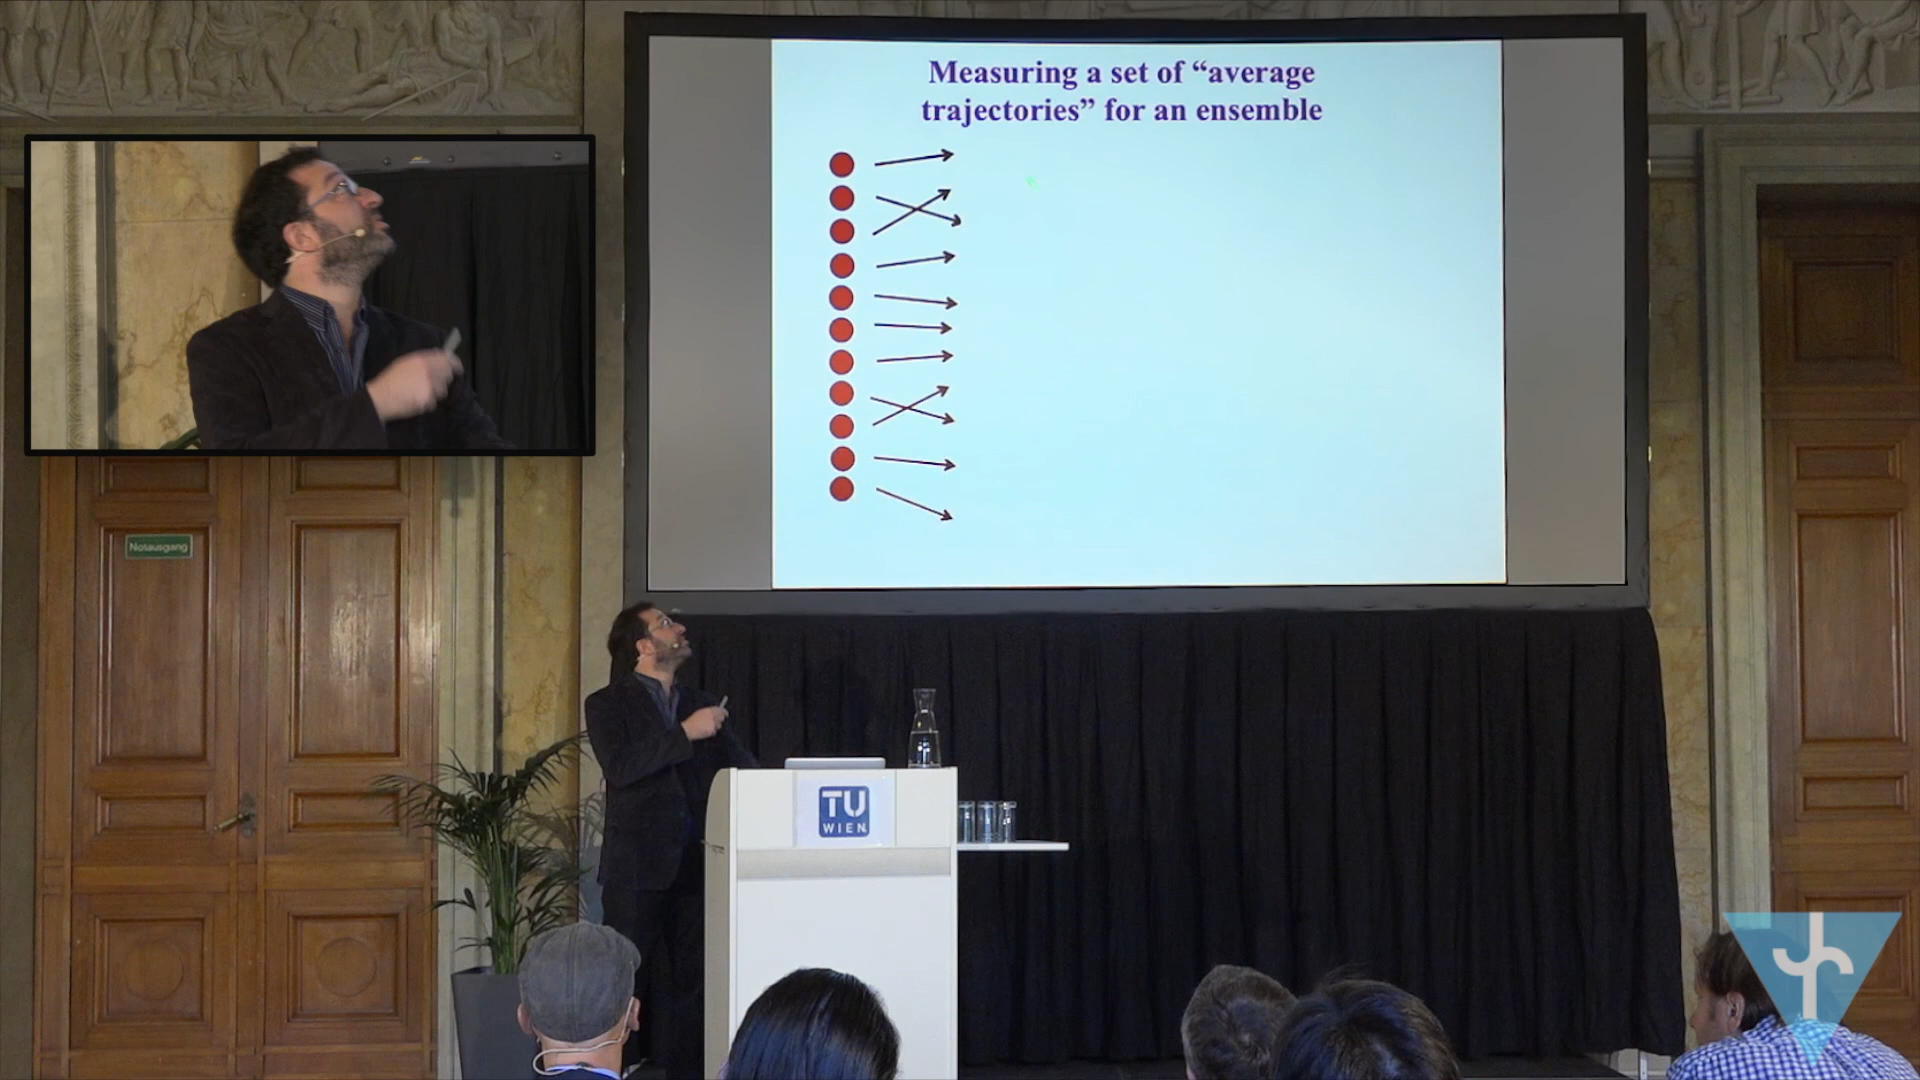 Measuring a set of “average
trajectories” for an ensemble
Notausgang
TU
WIEN